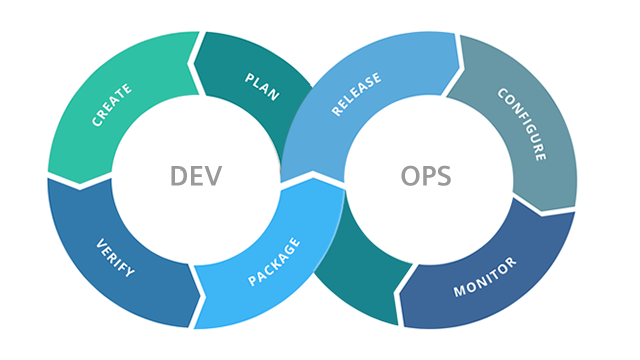 PLAN
CREATE
VERIFY
PACKAGE
RELEASE
CONFIGURE
MONITOR
DEV
OPS